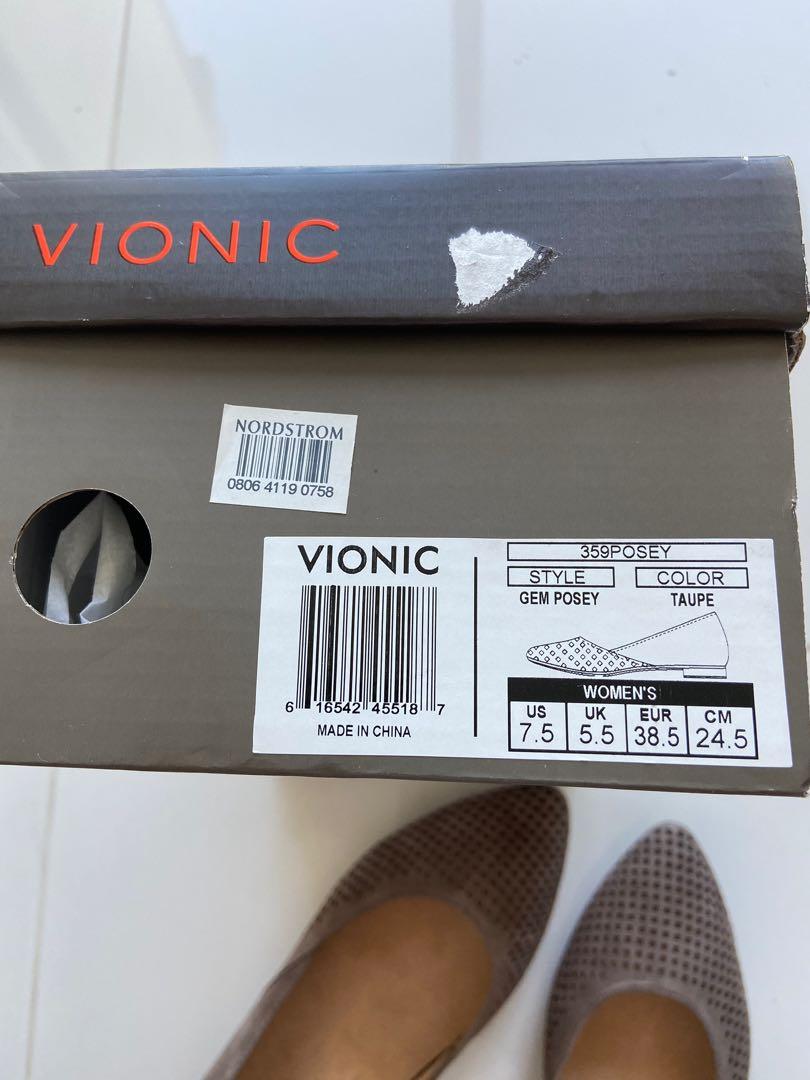 VIONIC
NORDSTROM
0806 4119 0758
VIONIC
6 16542 45518 7
MADE IN CHINA
359POSEY
STYLE COLOR
GEM POSEY TAUPE
WOMEN'S
US UK EUR CM
7.5 5.5 38.5 24.5